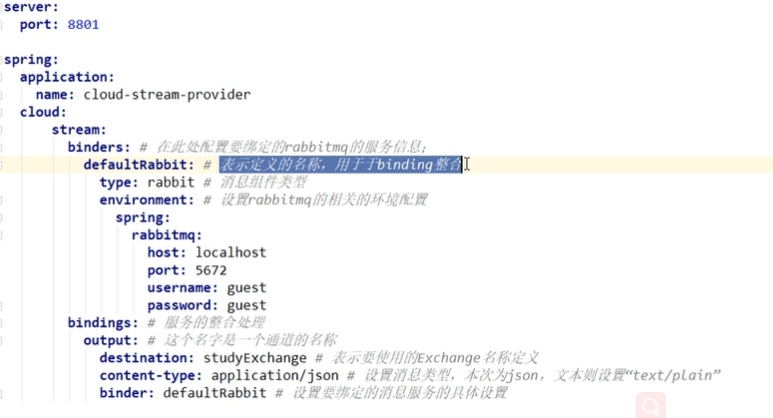 server:
  port: 8801

spring:
  application:
    name: cloud-stream-provider
  cloud:
      stream:
        binders: # 在此处配置要绑定的rabbitmq的服务信息；
          defaultRabbit: # 表示定义的名称，用于于binding整合
            type: rabbit # 消息组件类型
            environment: # 设置rabbitmq的相关的环境配置
              spring:
                rabbitmq:
                  host: localhost
                  port: 5672
                  username: guest
                  password: guest
        bindings: # 服务的整合处理
          output: # 这个名字是一个通道的名称
            destination: studyExchange # 表示要使用的Exchange名称定义
            content-type: application/json # 设置消息类型，本次为json，文本则设置“text/plain”
            binder: defaultRabbit # 设置要绑定的消息服务的具体设置